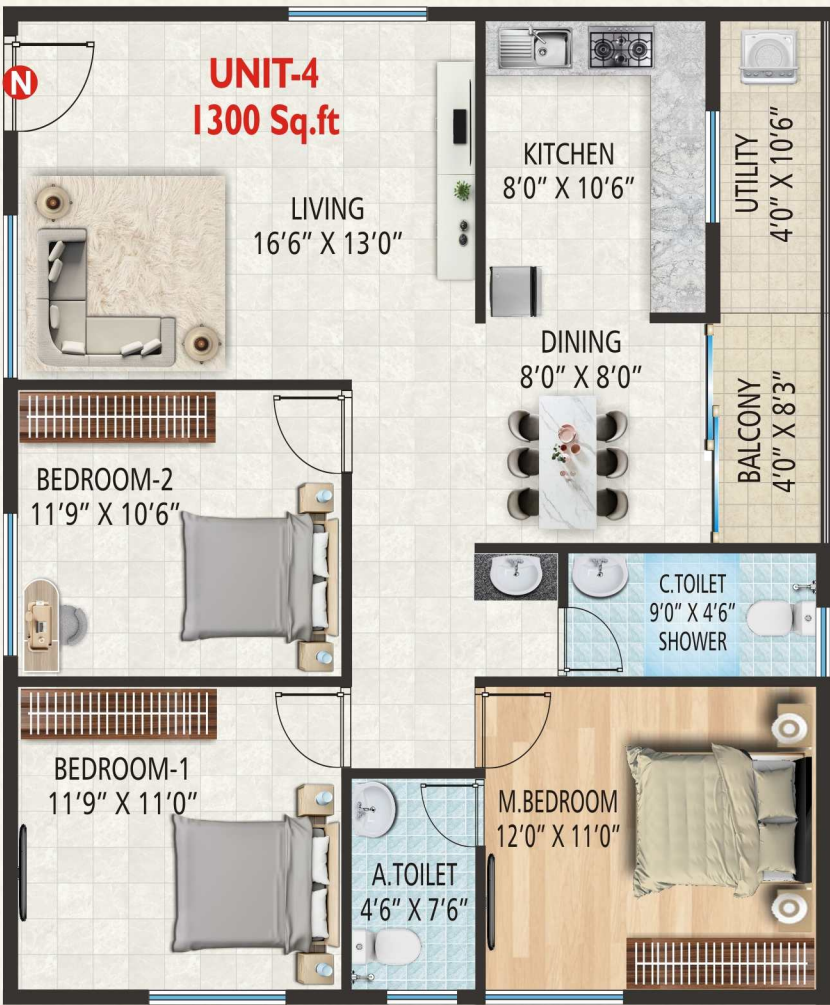 N
UNIT-4
1300 Sq.ft
LIVING
16'6" X 13'0"
KITCHEN
8'0" X 10'6"
UTILITY
4'0" X 10'6"
DINING
8'0" X 8'0"
BALCONY
4'0" X 8'3"
BEDROOM-2
11'9" X 10'6"
C.TOILET
9'0" X 4'6"
SHOWER
BEDROOM-1
11'9" X 11'0"
A.TOILET
4'6" X 7'6"
M.BEDROOM
12'0" X 11'0"